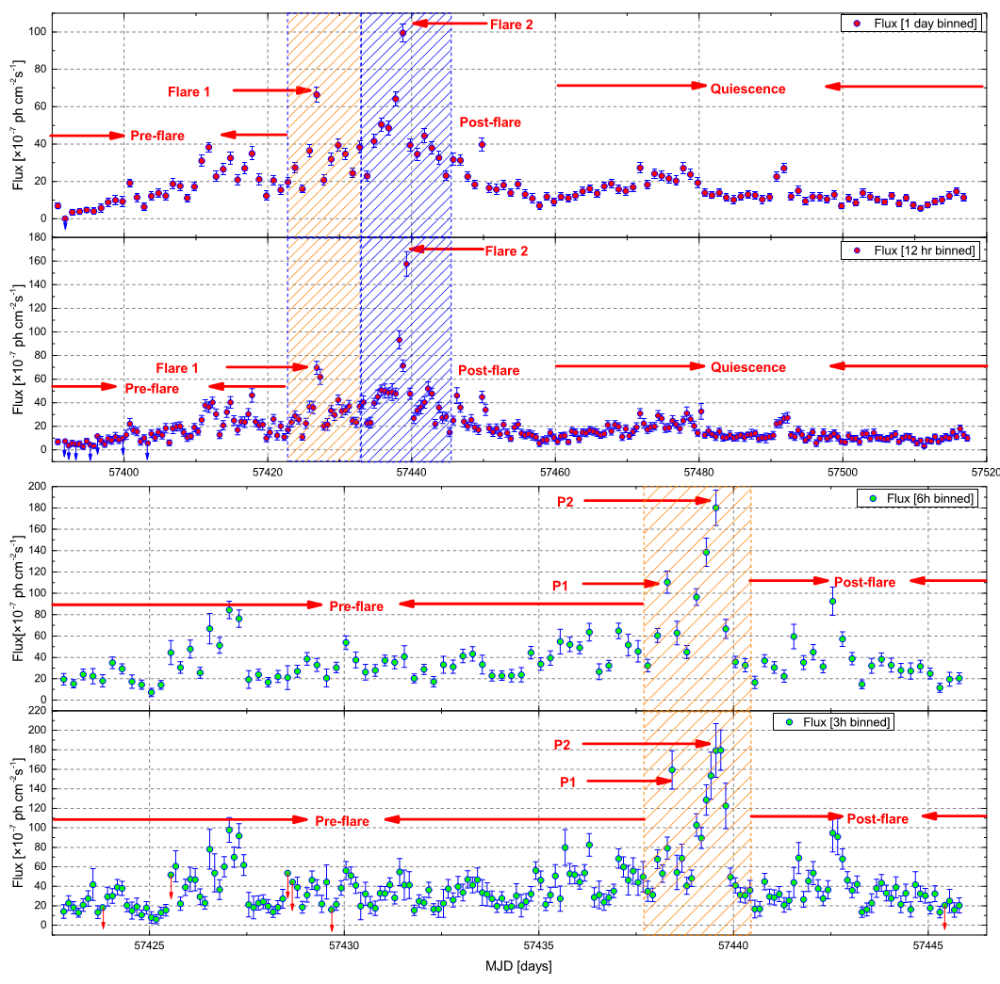 Flux [1 day binned]
Flare 2
Flare 1
Quiescence
Post-flare
Pre-flare
Flux [×10⁻⁷ ph cm⁻²s⁻¹]
0
20
40
60
80
100
Flux [12 hr binned]
Flare 2
Flare 1
Quiescence
Post-flare
Pre-flare
Flux [×10⁻⁷ ph cm⁻²s⁻¹]
0
20
40
60
80
100
120
140
160
180
57400
57420
57440
57460
57480
57500
57520
Flux [6h binned]
P2
P1
Pre-flare
Post-flare
Flux[×10⁻⁷ ph cm⁻²s⁻¹]
0
20
40
60
80
100
120
140
160
180
200
Flux [3h binned]
P2
P1
Pre-flare
Post-flare
Flux [×10⁻⁷ ph cm⁻²s⁻¹]
0
20
40
60
80
100
120
140
160
180
200
220
57425
57430
57435
57440
57445
MJD [days]